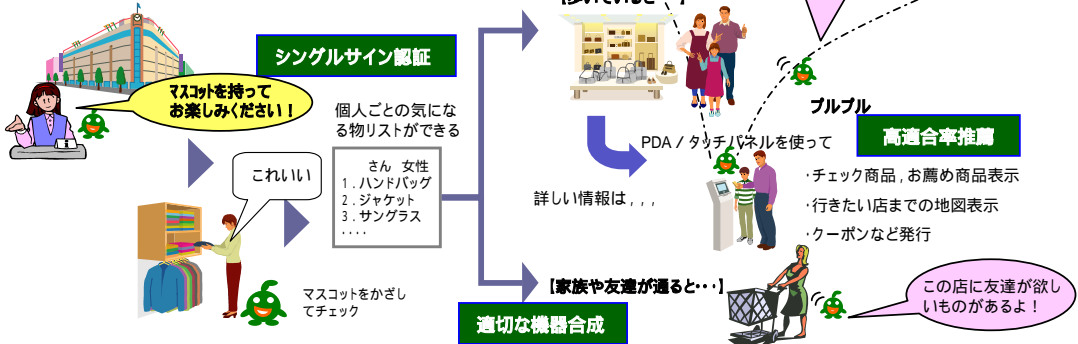 【歩いていると…】
シングルサイン認証
マスコットを持って
お楽しみください！
個人ごとの気にな
る物リストができる
さん 女性
1．ハンドバッグ
2．ジャケット
3．サングラス
．．．．
これいい
マスコットをかざし
てチェック
PDA / タッチパネルを使って
詳しい情報は，，，
プルプル
高適合率推薦
・チェック商品，お薦め商品表示
・行きたい店までの地図表示
・クーポンなど発行
【家族や友達が通ると・・・】
適切な機器合成
この店に友達が欲し
いものがあるよ！